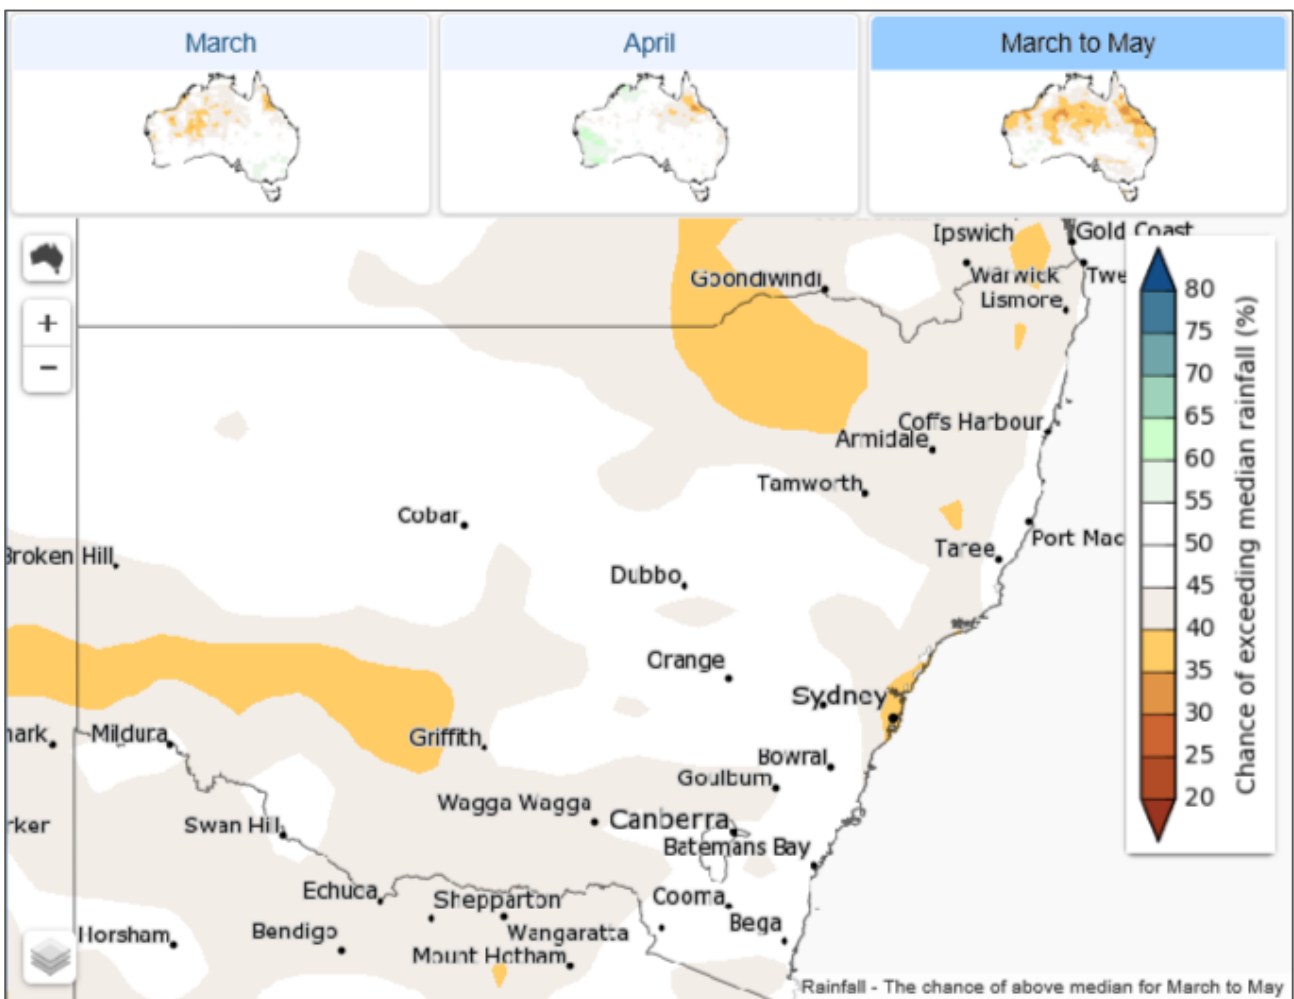 March
April
March to May
Ipswich
Gold Coast
Goondiwindi
Warwick
Twe
Lismore
+
−
80
75
70
65
60
55
50
45
40
35
30
25
20
Chance of exceeding median rainfall (%)
Coffs Harbour
Armidale
Tamworth
Cobar
Broken Hill
Taree
Port Mac
Dubbo
Orange
Sydney
nark
Mildura
Griffith
Bowral
Goulburn
Wagga Wagga
Canberra
rker
Swan Hill
Batemans Bay
Echuca
Shepparton
Cooma
Bega
Horsham
Bendigo
Wangaratta
Mount Hotham
Rainfall - The chance of above median for March to May